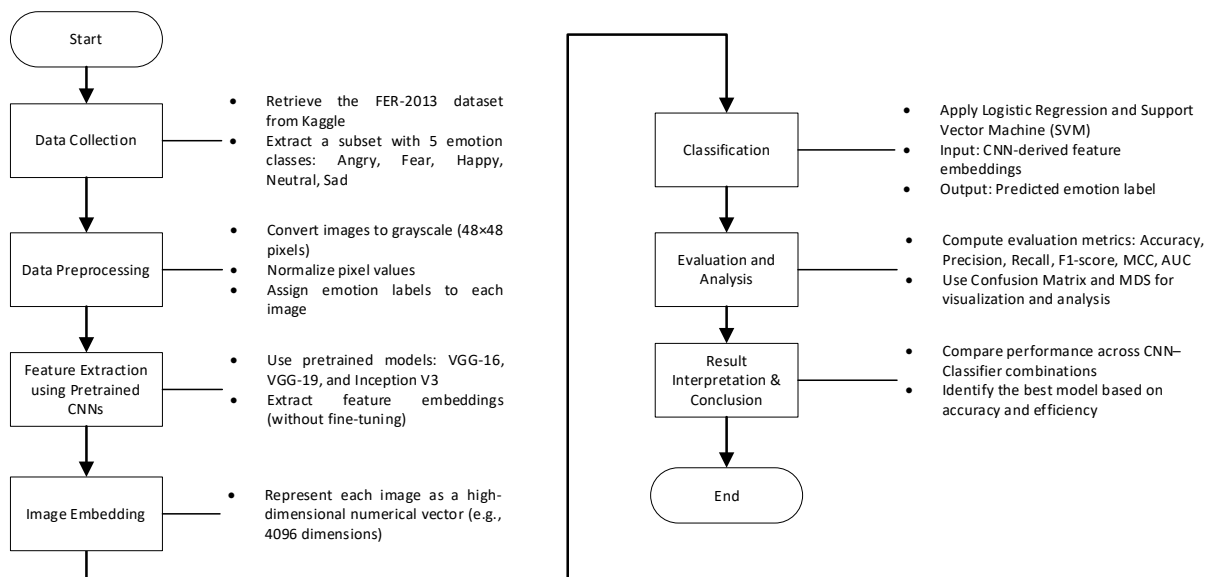 Start
Data Collection
• Retrieve the FER-2013 dataset
from Kaggle
• Extract a subset with 5 emotion
classes: Angry, Fear, Happy,
Neutral, Sad
Data Preprocessing
• Convert images to grayscale (48×48
pixels)
• Normalize pixel values
• Assign emotion labels to each
image
Feature Extraction
using Pretrained
CNNs
• Use pretrained models: VGG-16,
VGG-19, and Inception V3
• Extract feature embeddings
(without fine-tuning)
Image Embedding
• Represent each image as a high-
dimensional numerical vector (e.g.,
4096 dimensions)
Classification
• Apply Logistic Regression and Support
Vector Machine (SVM)
• Input: CNN-derived feature
embeddings
• Output: Predicted emotion label
Evaluation and
Analysis
• Compute evaluation metrics: Accuracy,
Precision, Recall, F1-score, MCC, AUC
• Use Confusion Matrix and MDS for
visualization and analysis
Result
Interpretation &
Conclusion
• Compare performance across CNN–
Classifier combinations
• Identify the best model based on
accuracy and efficiency
End